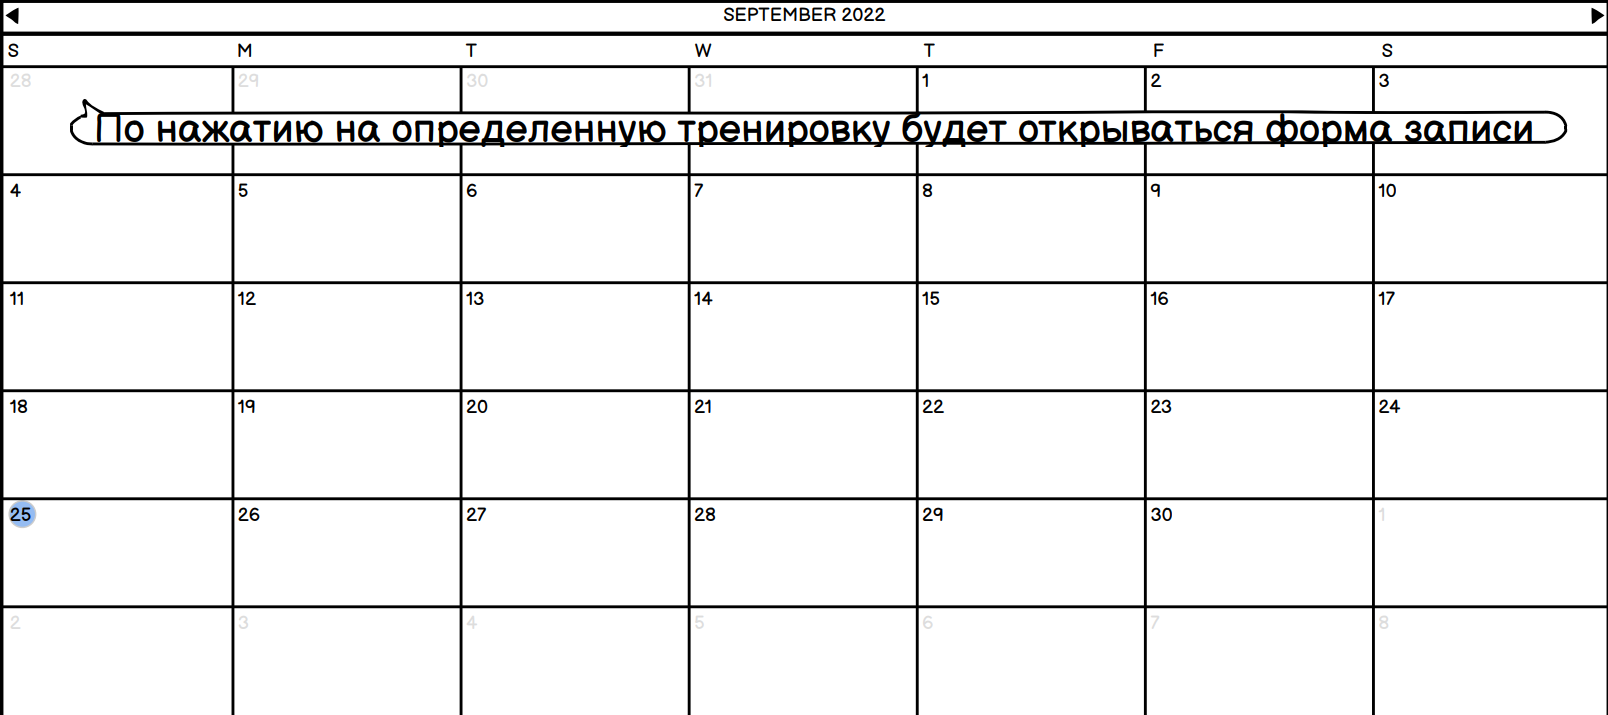 SEPTEMBER 2022
S M T W T F S
28 29 30 31 1 2 3
По нажатию на определенную тренировку будет открываться форма записи
4 5 6 7 8 9 10
11 12 13 14 15 16 17
18 19 20 21 22 23 24
25 26 27 28 29 30 1
2 3 4 5 6 7 8